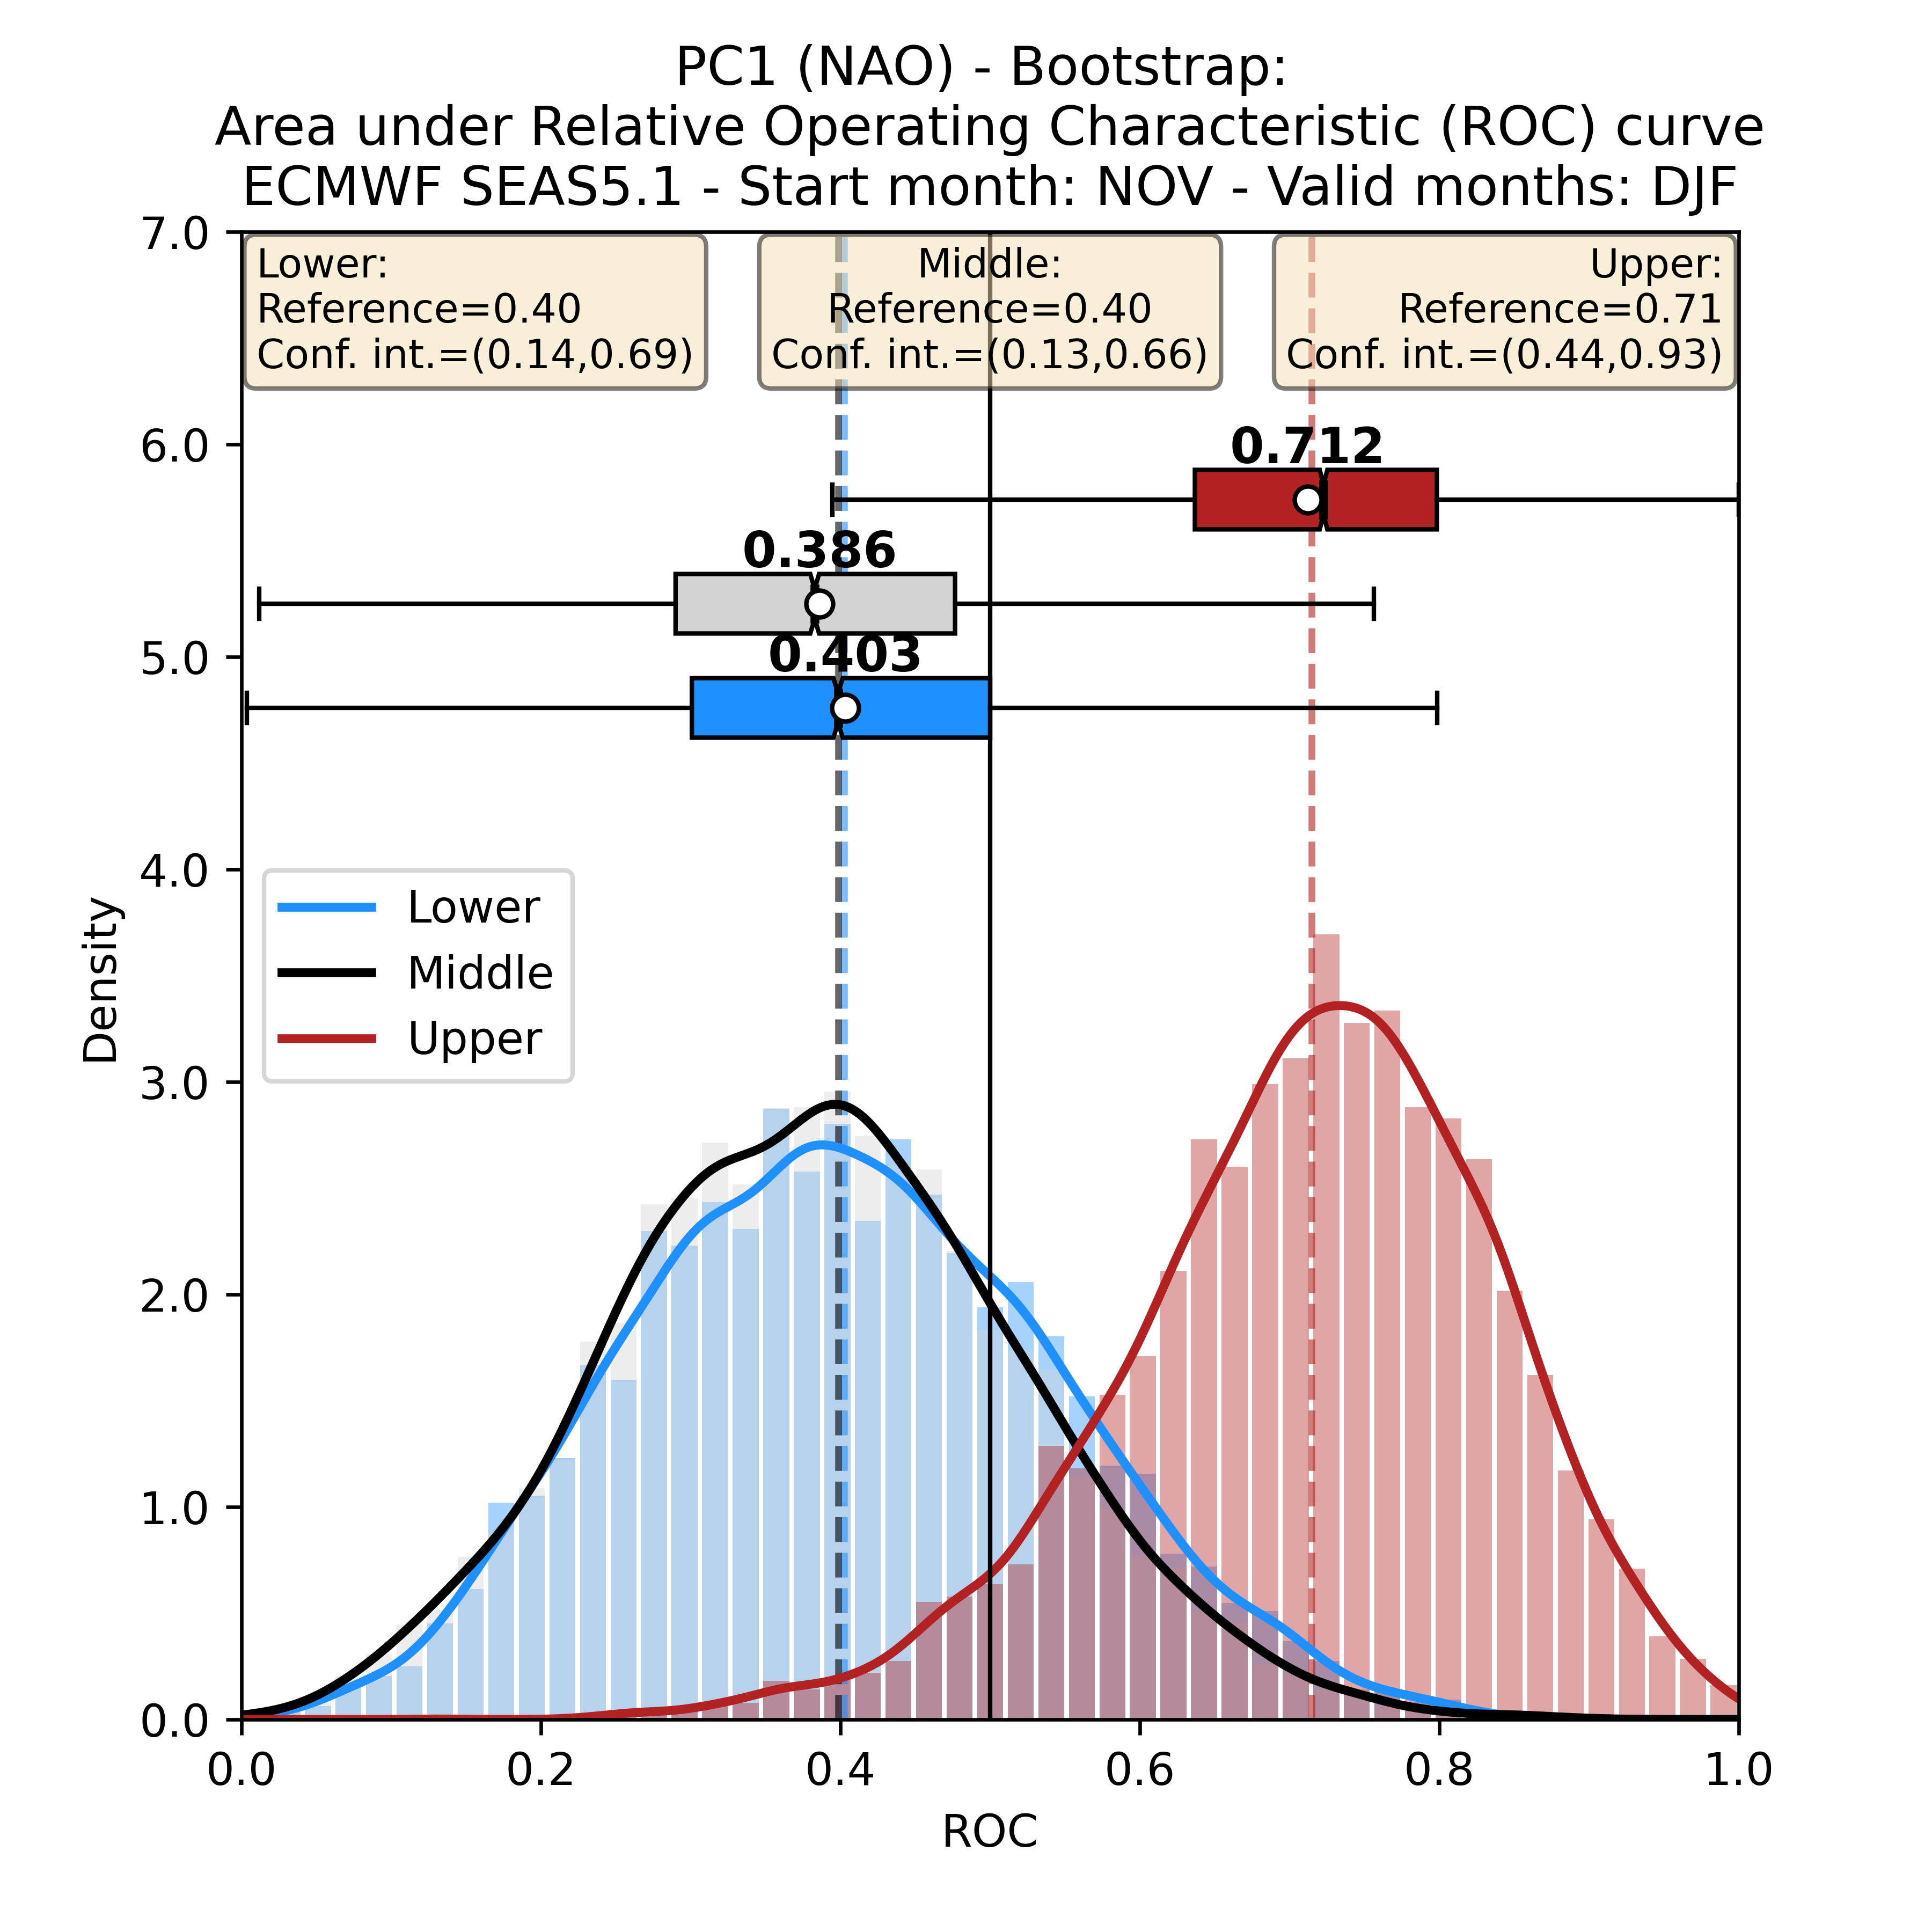 PC1 (NAO) - Bootstrap:
Area under Relative Operating Characteristic (ROC) curve
ECMWF SEAS5.1 - Start month: NOV - Valid months: DJF
7.0
Lower:
Reference=0.40
Conf. int.=(0.14,0.69)
Middle:
Reference=0.40
Conf. int.=(0.13,0.66)
Upper:
Reference=0.71
Conf. int.=(0.44,0.93)
6.0
0.712
0.386
5.0
0.403
4.0
Lower
Middle
Upper
Density
3.0
2.0
1.0
0.0
0.0 0.2 0.4 0.6 0.8 1.0
ROC